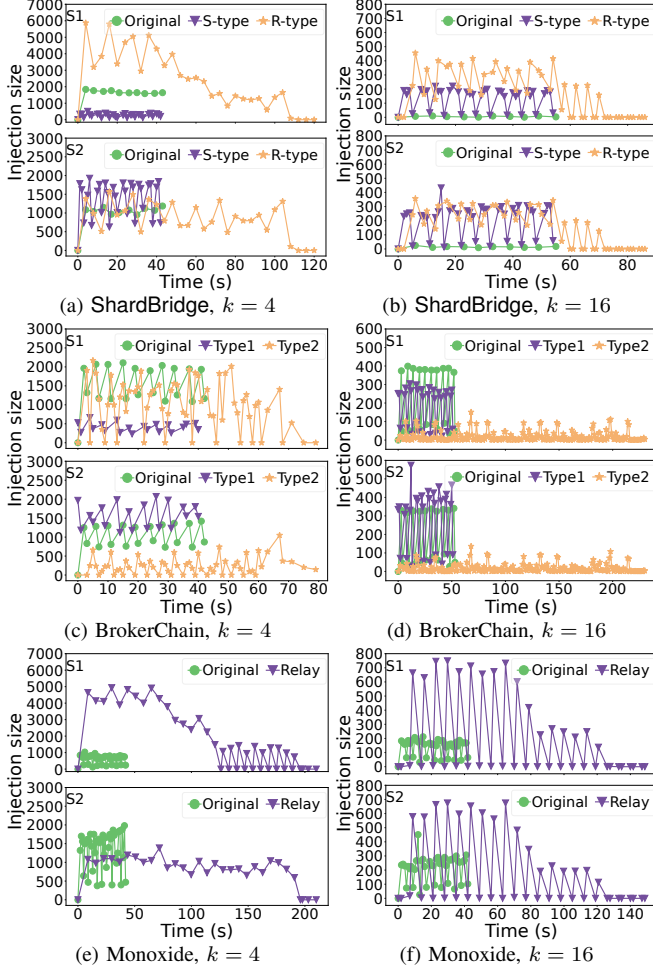 Injection size
S1
7000
6000
5000
4000
3000
2000
1000
0
Original S-type R-type
S2
3000
2500
2000
1500
1000
500
0
Original S-type R-type
0 20 40 60 80 100 120
Time (s)
(a) ShardBridge, k = 4
Injection size
S1
800
700
600
500
400
300
200
100
0
Original S-type R-type
S2
800
700
600
500
400
300
200
100
0
Original S-type R-type
0 20 40 60 80
Time (s)
(b) ShardBridge, k = 16
Injection size
S1
3000
2500
2000
1500
1000
500
0
Original Type1 Type2
S2
3000
2500
2000
1500
1000
500
0
Original Type1 Type2
0 10 20 30 40 50 60 70 80
Time (s)
(c) BrokerChain, k = 4
Injection size
S1
600
500
400
300
200
100
0
Original Type1 Type2
S2
600
500
400
300
200
100
0
Original Type1 Type2
0 50 100 150 200
Time (s)
(d) BrokerChain, k = 16
Injection size
S1
7000
6000
5000
4000
3000
2000
1000
0
Original Relay
S2
3000
2500
2000
1500
1000
500
0
Original Relay
0 40 80 120 160 200
Time (s)
(e) Monoxide, k = 4
Injection size
S1
800
700
600
500
400
300
200
100
0
Original Relay
S2
800
700
600
500
400
300
200
100
0
Original Relay
0 20 40 60 80 100 120 140
Time (s)
(f) Monoxide, k = 16